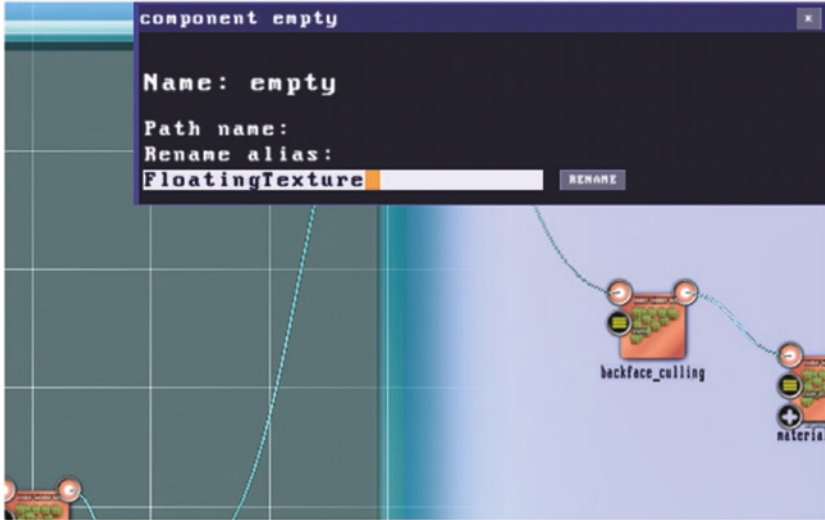 component empty
x
Name: empty
Path name:
Rename alias:
FloatingTexture
RENAME
backface_culling
materia